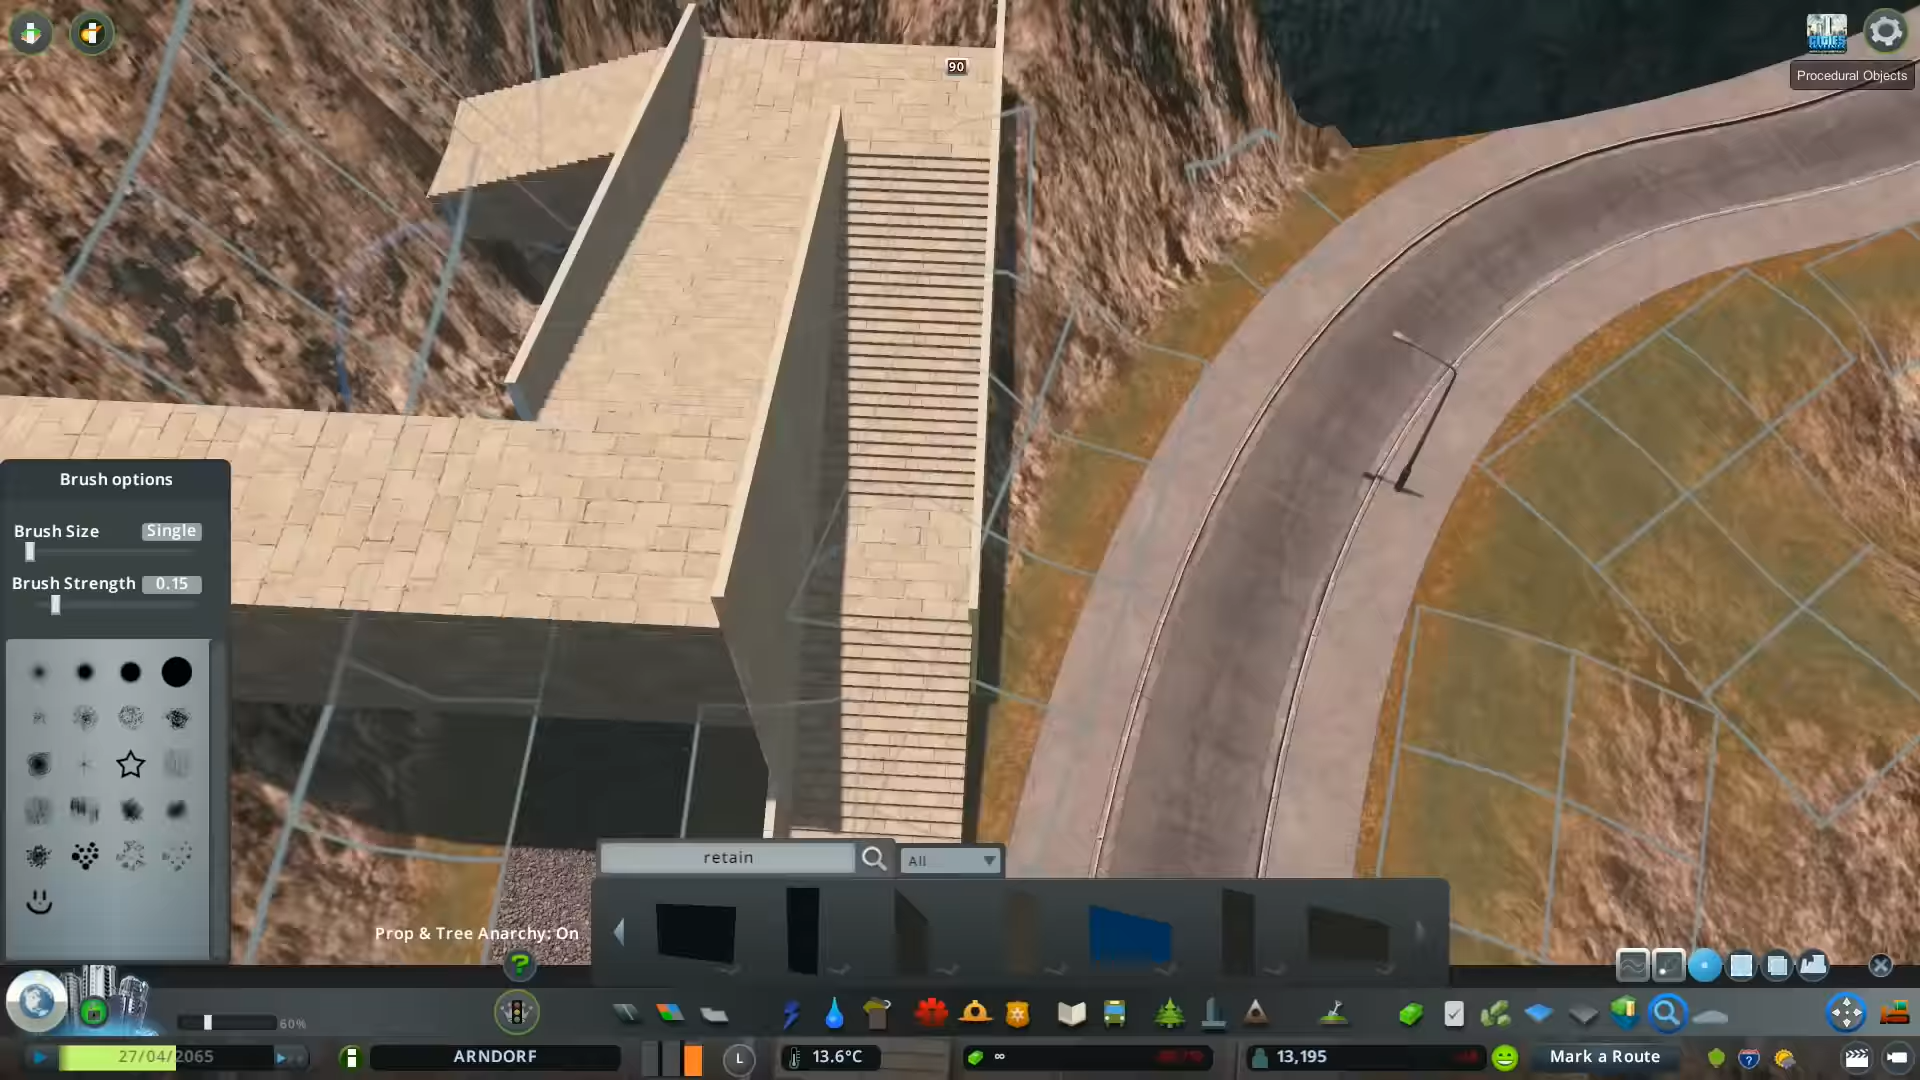 90
CITIES
Procedural Objects
Brush options
Brush Size Single
Brush Strength 0.15
retain
All
Prop & Tree Anarchy: On
60%
27/04/2065
ARNDORF
L
13.6°C
∞
13,195
Mark a Route